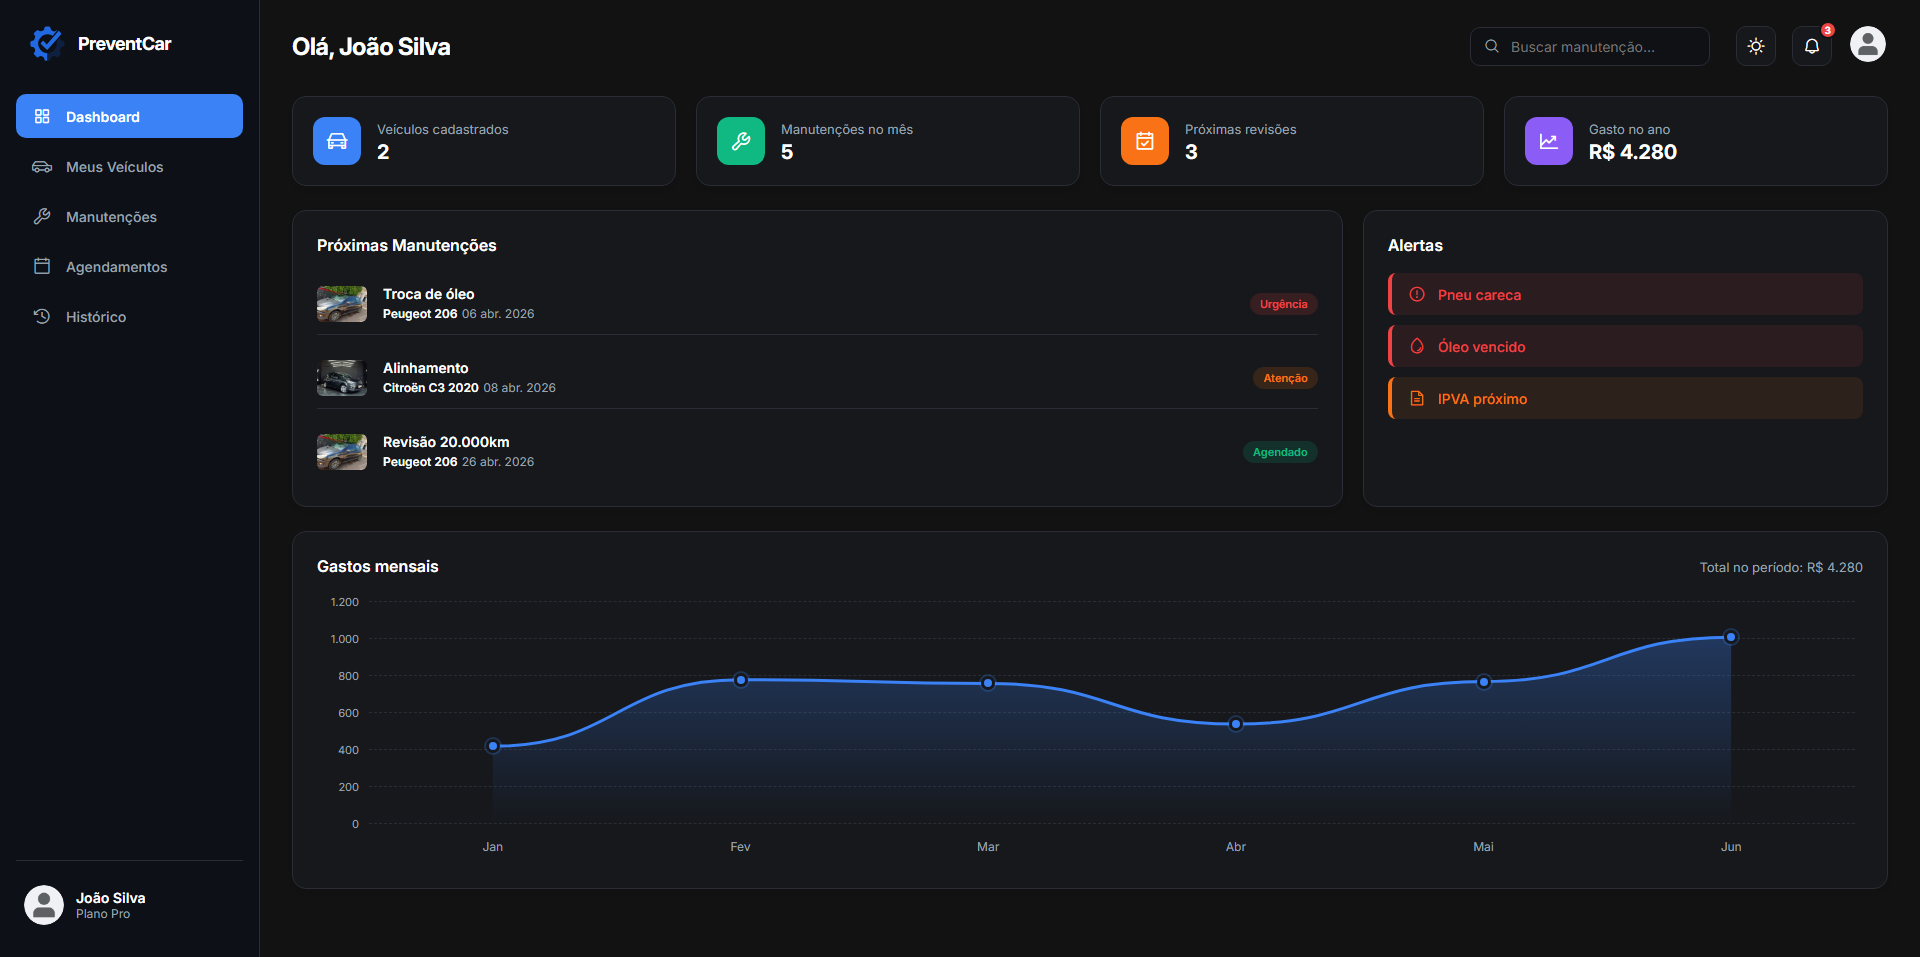 PreventCar
Dashboard
Meus Veículos
Manutenções
Agendamentos
Histórico
João Silva
Plano Pro
Olá, João Silva
Buscar manutenção...
3
Veículos cadastrados
2
Manutenções no mês
5
Próximas revisões
3
Gasto no ano
R$ 4.280
Próximas Manutenções
Troca de óleo
Peugeot 206 06 abr. 2026
Urgência
Alinhamento
Citroën C3 2020 08 abr. 2026
Atenção
Revisão 20.000km
Peugeot 206 26 abr. 2026
Agendado
Alertas
Pneu careca
Óleo vencido
IPVA próximo
Gastos mensais
Total no período: R$ 4.280
1.200
1.000
800
600
400
200
0
Jan Fev Mar Abr Mai Jun